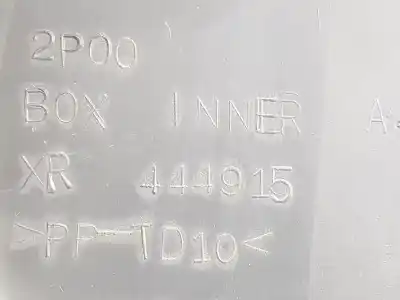 2P00
BOX INNER A
XR 444915
>PP-TD10<